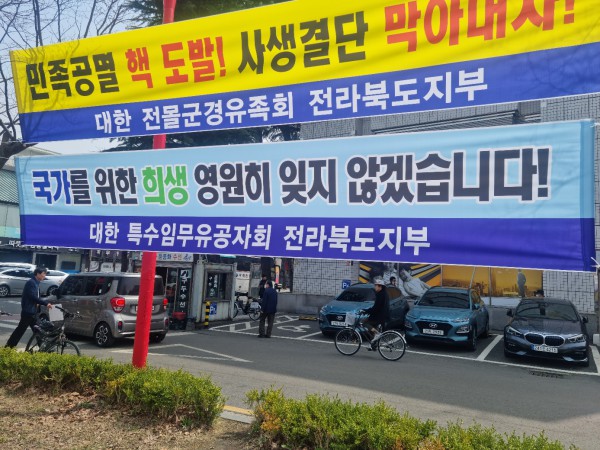 민족공멸 핵 도발! 사생결단 막아내자!
대한 전몰군경유족회 전라북도지부
국가를 위한 희생 영원히 잊지 않겠습니다!
대한 특수임무유공자회 전라북도지부